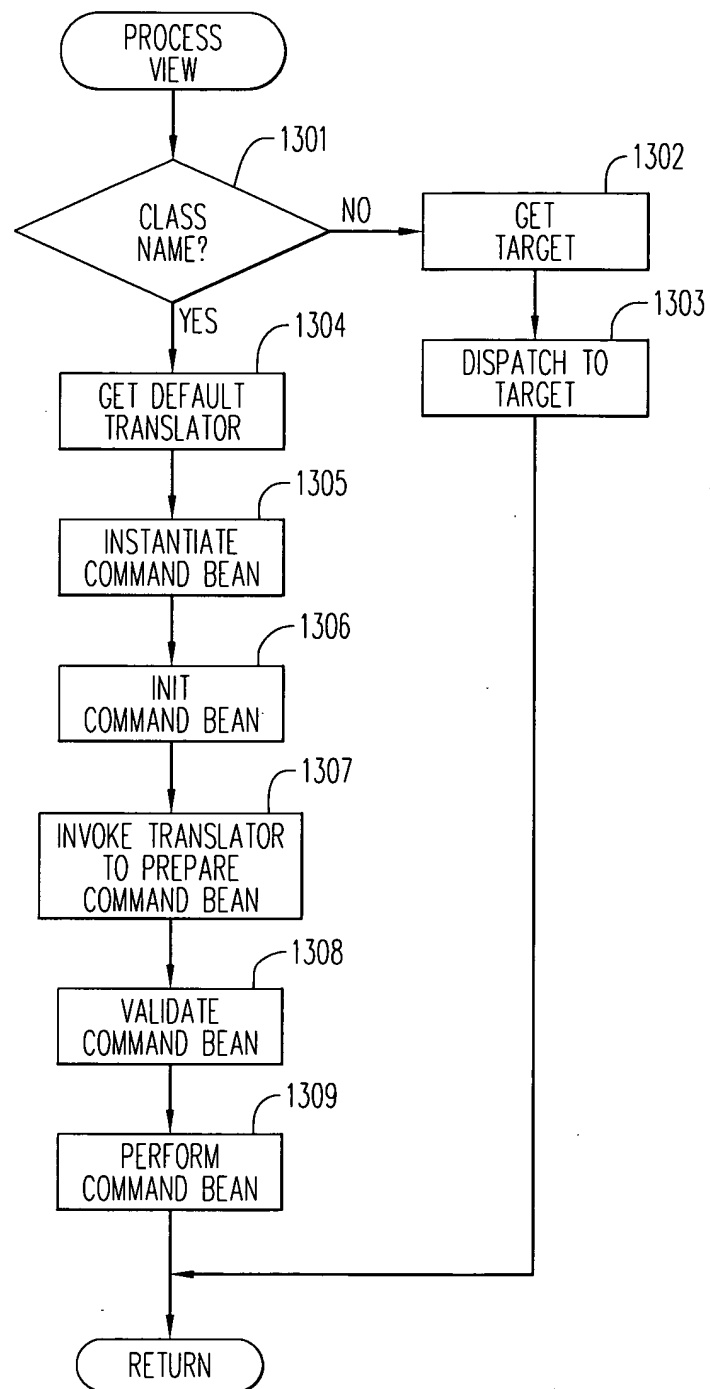 PROCESS
VIEW
1301
CLASS
NAME?
NO
1302
GET
TARGET
1303
DISPATCH TO
TARGET
YES
1304
GET DEFAULT
TRANSLATOR
1305
INSTANTIATE
COMMAND BEAN
1306
INIT
COMMAND BEAN
1307
INVOKE TRANSLATOR
TO PREPARE
COMMAND BEAN
1308
VALIDATE
COMMAND BEAN
1309
PERFORM
COMMAND BEAN
RETURN